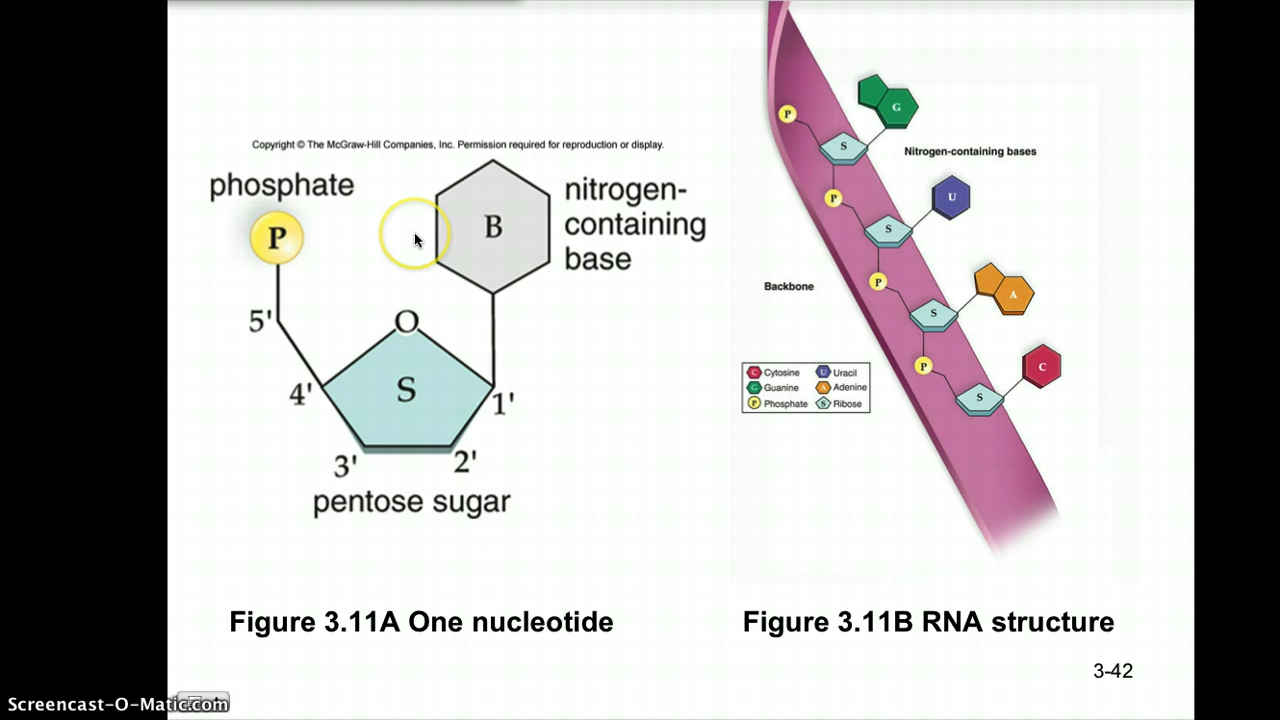 Copyright © The McGraw-Hill Companies, Inc. Permission required for reproduction or display.
phosphate
P
B
nitrogen-
containing
base
5'
O
4'
S
1'
3'
2'
pentose sugar
P
G
S
Nitrogen-containing bases
P
U
S
Backbone
P
A
S
P
C
S
C Cytosine
U Uracil
G Guanine
A Adenine
P Phosphate
S Ribose
Figure 3.11A One nucleotide
Figure 3.11B RNA structure
3-42
Screencast-O-Matic.com